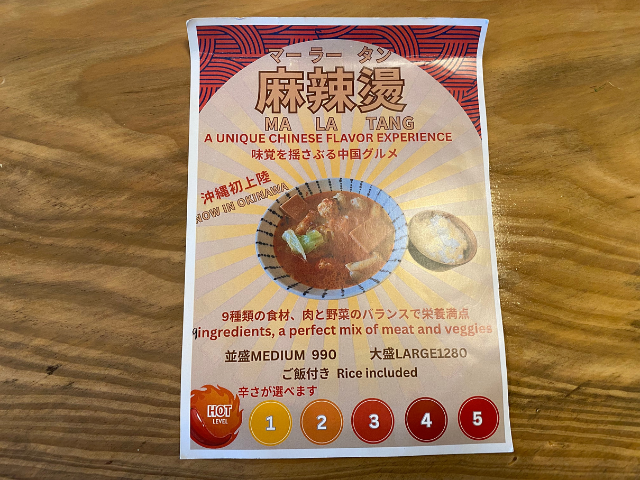 マーラー タン
麻辣燙
MA LA TANG
A UNIQUE CHINESE FLAVOR EXPERIENCE
味覚を揺さぶる中国グルメ
沖縄初上陸
NOW IN OKINAWA
9種類の食材、肉と野菜のバランスで栄養満点
9ingredients, a perfect mix of meat and veggies
並盛MEDIUM 990 大盛LARGE1280
ご飯付き Rice included
辛さが選べます
HOT
LEVEL
1 2 3 4 5